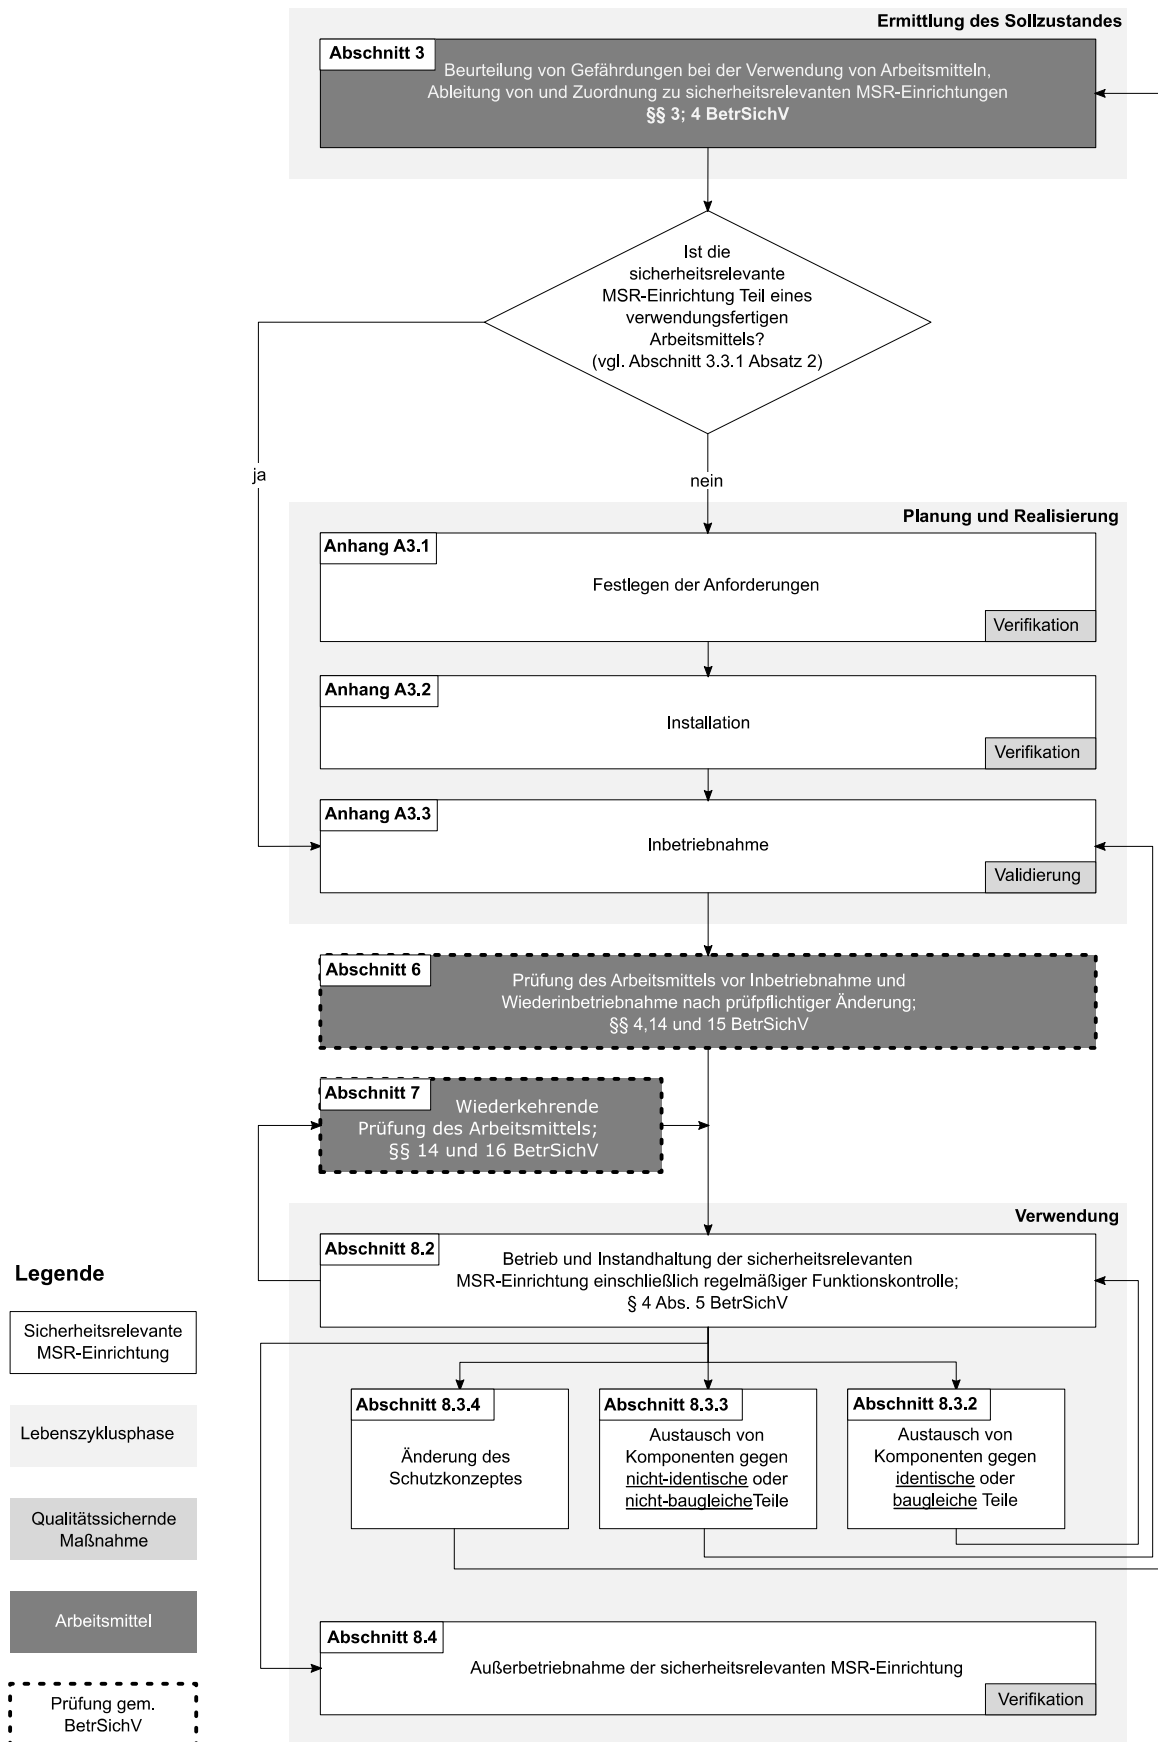 Ermittlung des Sollzustandes
Abschnitt 3
Beurteilung von Gefährdungen bei der Verwendung von Arbeitsmitteln,
Ableitung von und Zuordnung zu sicherheitsrelevanten MSR-Einrichtungen
§§ 3; 4 BetrSichV
Ist die
sicherheitsrelevante
MSR-Einrichtung Teil eines
verwendungsfertigen
Arbeitsmittels?
(vgl. Abschnitt 3.3.1 Absatz 2)
ja
nein
Planung und Realisierung
Anhang A3.1
Festlegen der Anforderungen
Verifikation
Anhang A3.2
Installation
Verifikation
Anhang A3.3
Inbetriebnahme
Validierung
Abschnitt 6
Prüfung des Arbeitsmittels vor Inbetriebnahme und
Wiederinbetriebnahme nach prüfpflichtiger Änderung;
§§ 4,14 und 15 BetrSichV
Abschnitt 7
Wiederkehrende
Prüfung des Arbeitsmittels;
§§ 14 und 16 BetrSichV
Verwendung
Abschnitt 8.2
Betrieb und Instandhaltung der sicherheitsrelevanten
MSR-Einrichtung einschließlich regelmäßiger Funktionskontrolle;
§ 4 Abs. 5 BetrSichV
Abschnitt 8.3.4
Änderung des
Schutzkonzeptes
Abschnitt 8.3.3
Austausch von
Komponenten gegen
nicht-identische oder
nicht-baugleiche Teile
Abschnitt 8.3.2
Austausch von
Komponenten gegen
identische oder
baugleiche Teile
Abschnitt 8.4
Außerbetriebnahme der sicherheitsrelevanten MSR-Einrichtung
Verifikation
Legende
Sicherheitsrelevante
MSR-Einrichtung
Lebenszyklusphase
Qualitätssichernde
Maßnahme
Arbeitsmittel
Prüfung gem.
BetrSichV